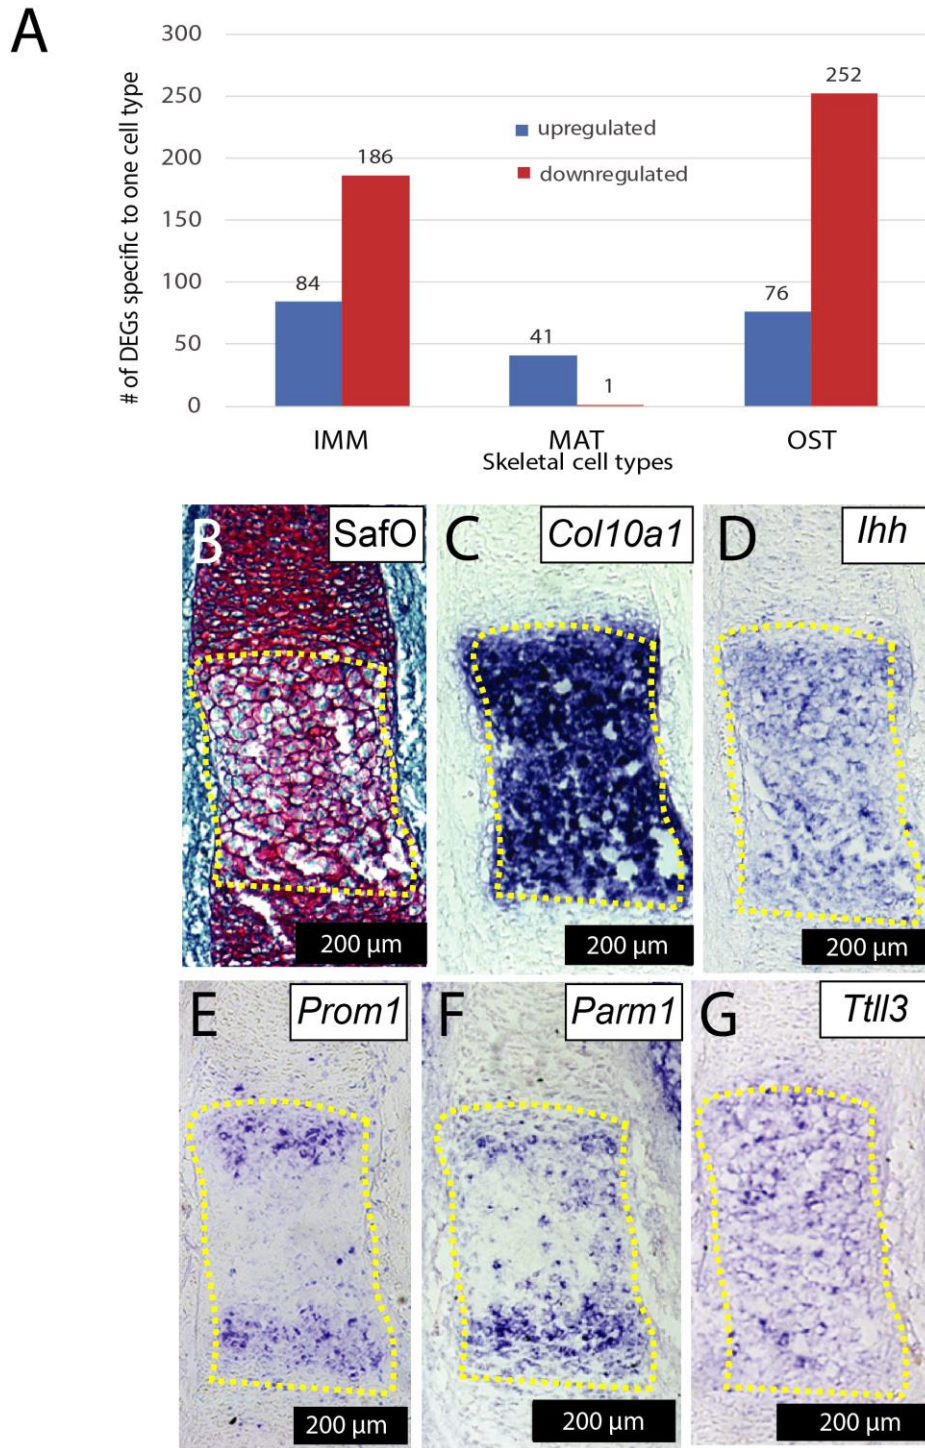 A
# of DEGs specific to one cell type
300
250
200
150
100
50
0
upregulated
downregulated
84
186
41
1
76
252
IMM
MAT
OST
Skeletal cell types
B
SafO
200 μm
C
Col10a1
200 μm
D
Ihh
200 μm
E
Prom1
200 μm
F
Parm1
200 μm
G
Ttll3
200 μm